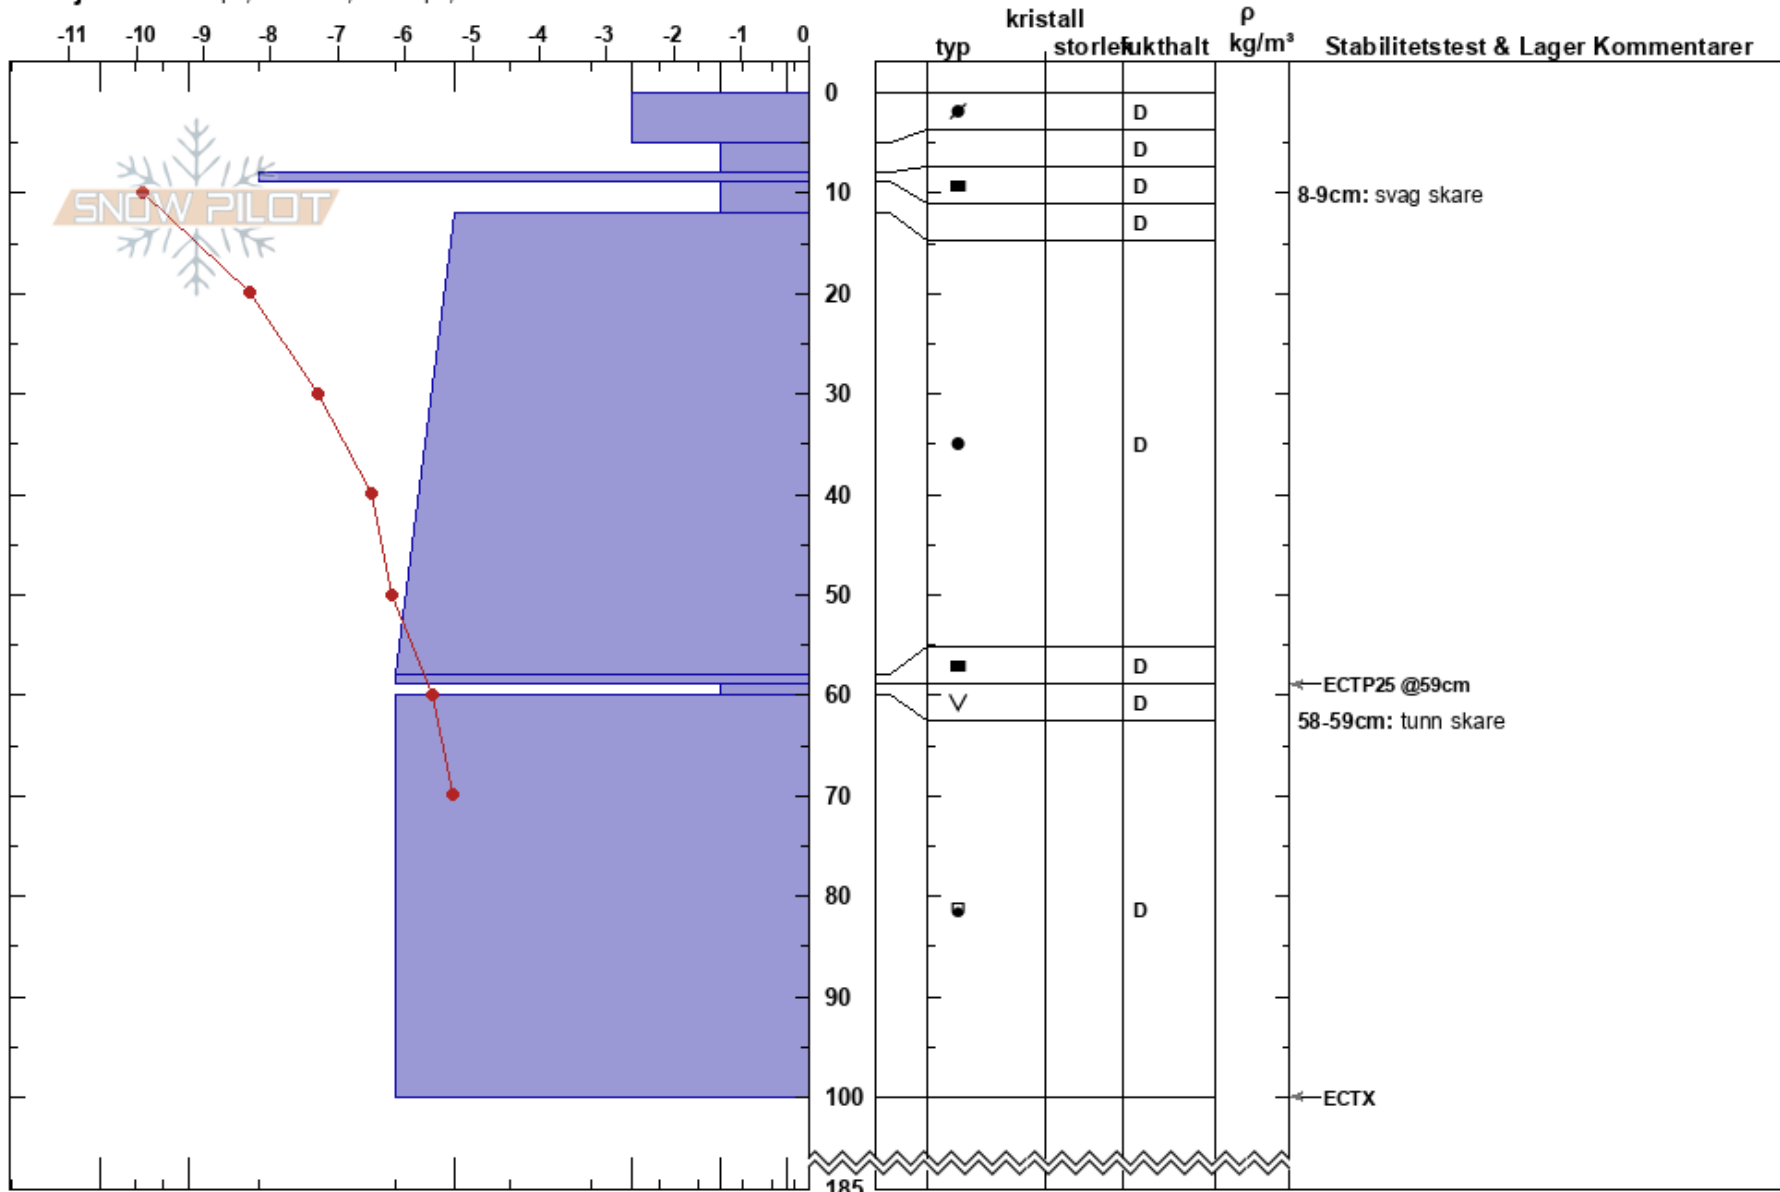 kristall ρ
typ storlek fukthalt kg/m³ Stabilitetstest & Lager Kommentarer
-11 -10 -9 -8 -7 -6 -5 -4 -3 -2 -1 0
0
D
D
SNOW PILOT
10
D
8-9cm: svag skare
D
20
30
40
D
50
D
60
ECTP25 @59cm
D
58-59cm: tunn skare
70
80
D
90
100
ECTX
185